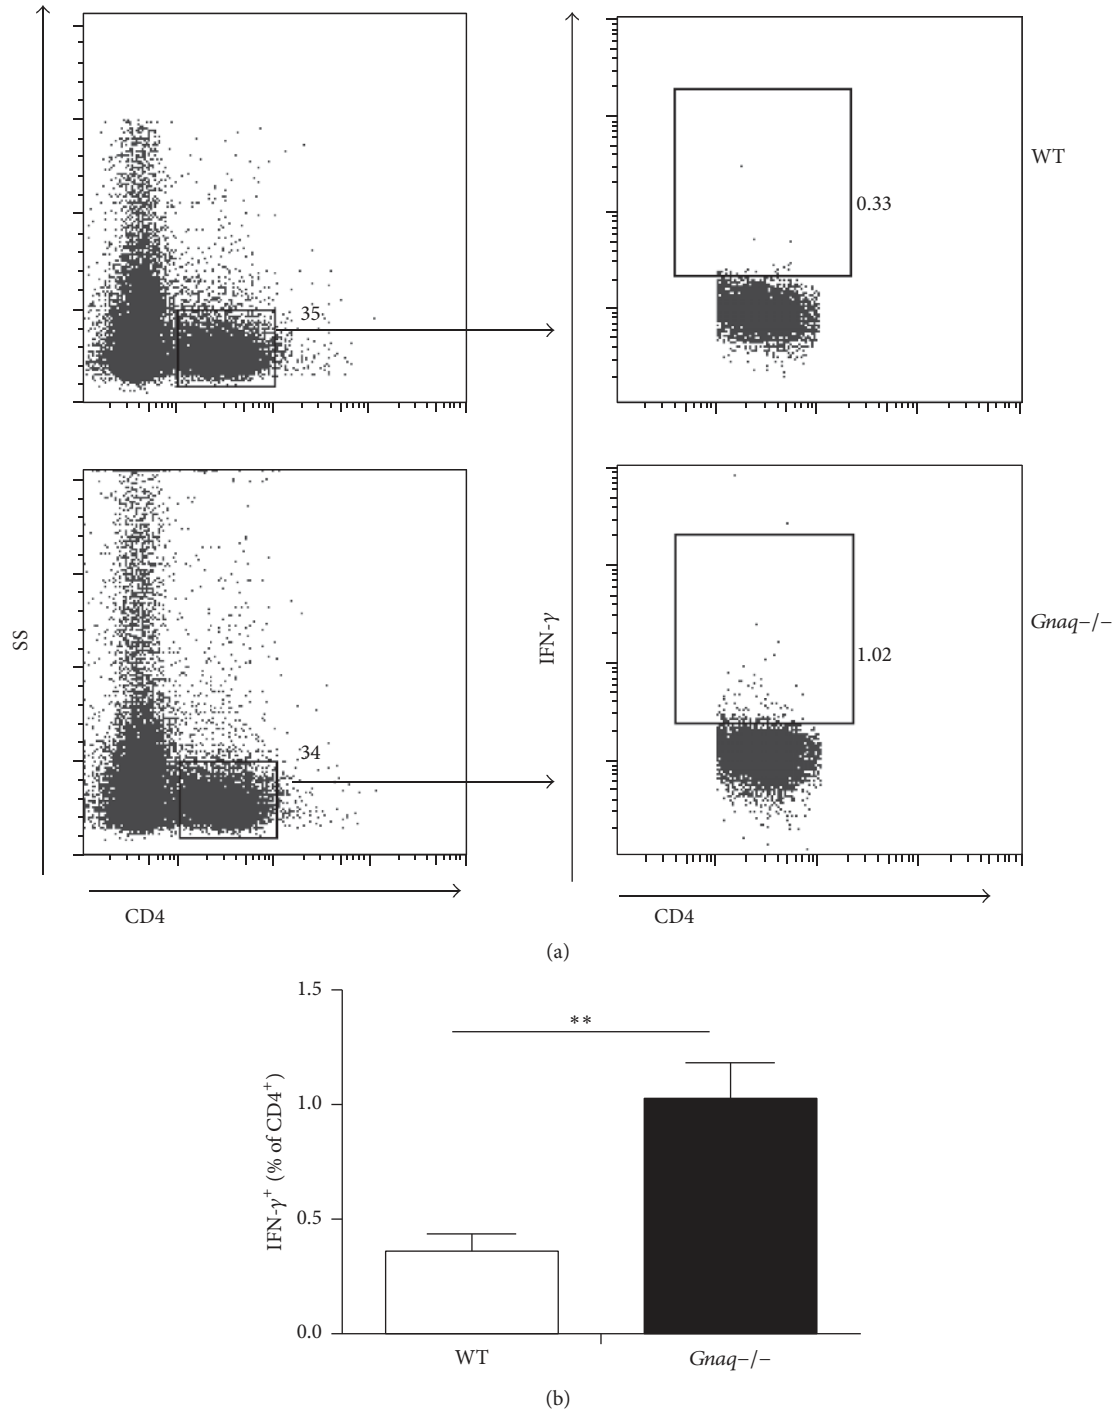 WT
0.33
35
SS
IFN-γ
Gnaq−/−
1.02
34
CD4
CD4
(a)
1.5
**
1.0
IFN-γ⁺ (% of CD4⁺)
0.5
0.0
WT
Gnaq−/−
(b)